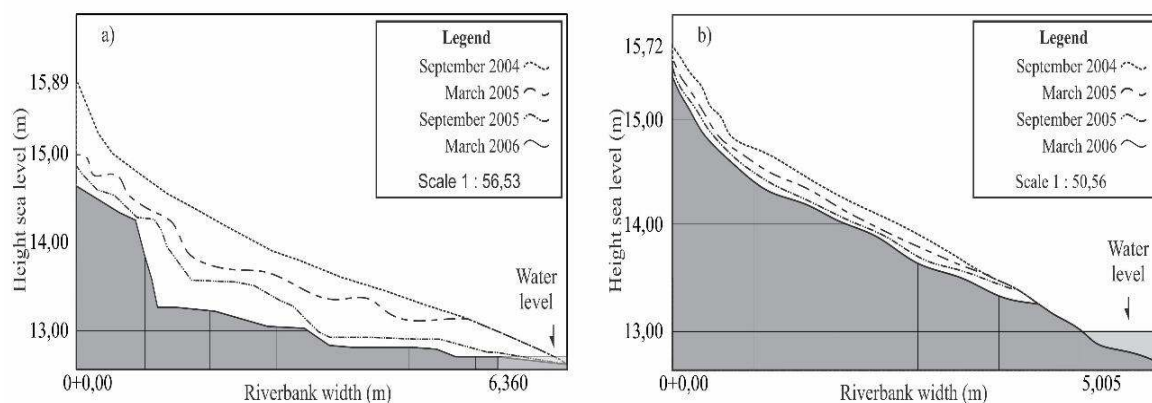 a)
Legend
September 2004
March 2005
September 2005
March 2006
Scale 1 : 56,53
15,89
15,00
14,00
13,00
Height sea level (m)
Water
level
0+0,00
Riverbank width (m)
6,360
b)
Legend
September 2004
March 2005
September 2005
March 2006
Scale 1 : 50,56
15,72
15,00
14,00
13,00
Height sea level (m)
Water
level
0+0,00
Riverbank width (m)
5,005